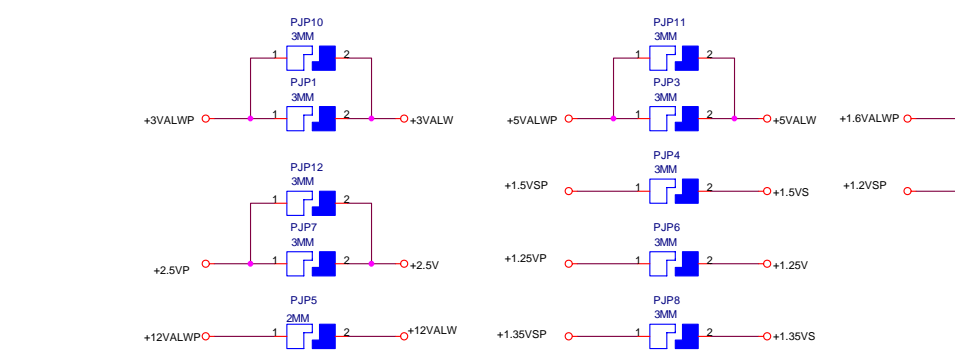 PJP10
3MM
1 2
PJP1
3MM
+3VALWP 1 2 +3VALW
PJP11
3MM
1 2
PJP3
3MM
+5VALWP 1 2 +5VALW
+1.6VALWP
PJP12
3MM
1 2
PJP7
3MM
+2.5VP 1 2 +2.5V
PJP4
3MM
+1.5VSP 1 2 +1.5VS
+1.2VSP
PJP6
3MM
+1.25VP 1 2 +1.25V
PJP5
2MM
+12VALWP 1 2 +12VALW
PJP8
3MM
+1.35VSP 1 2 +1.35VS